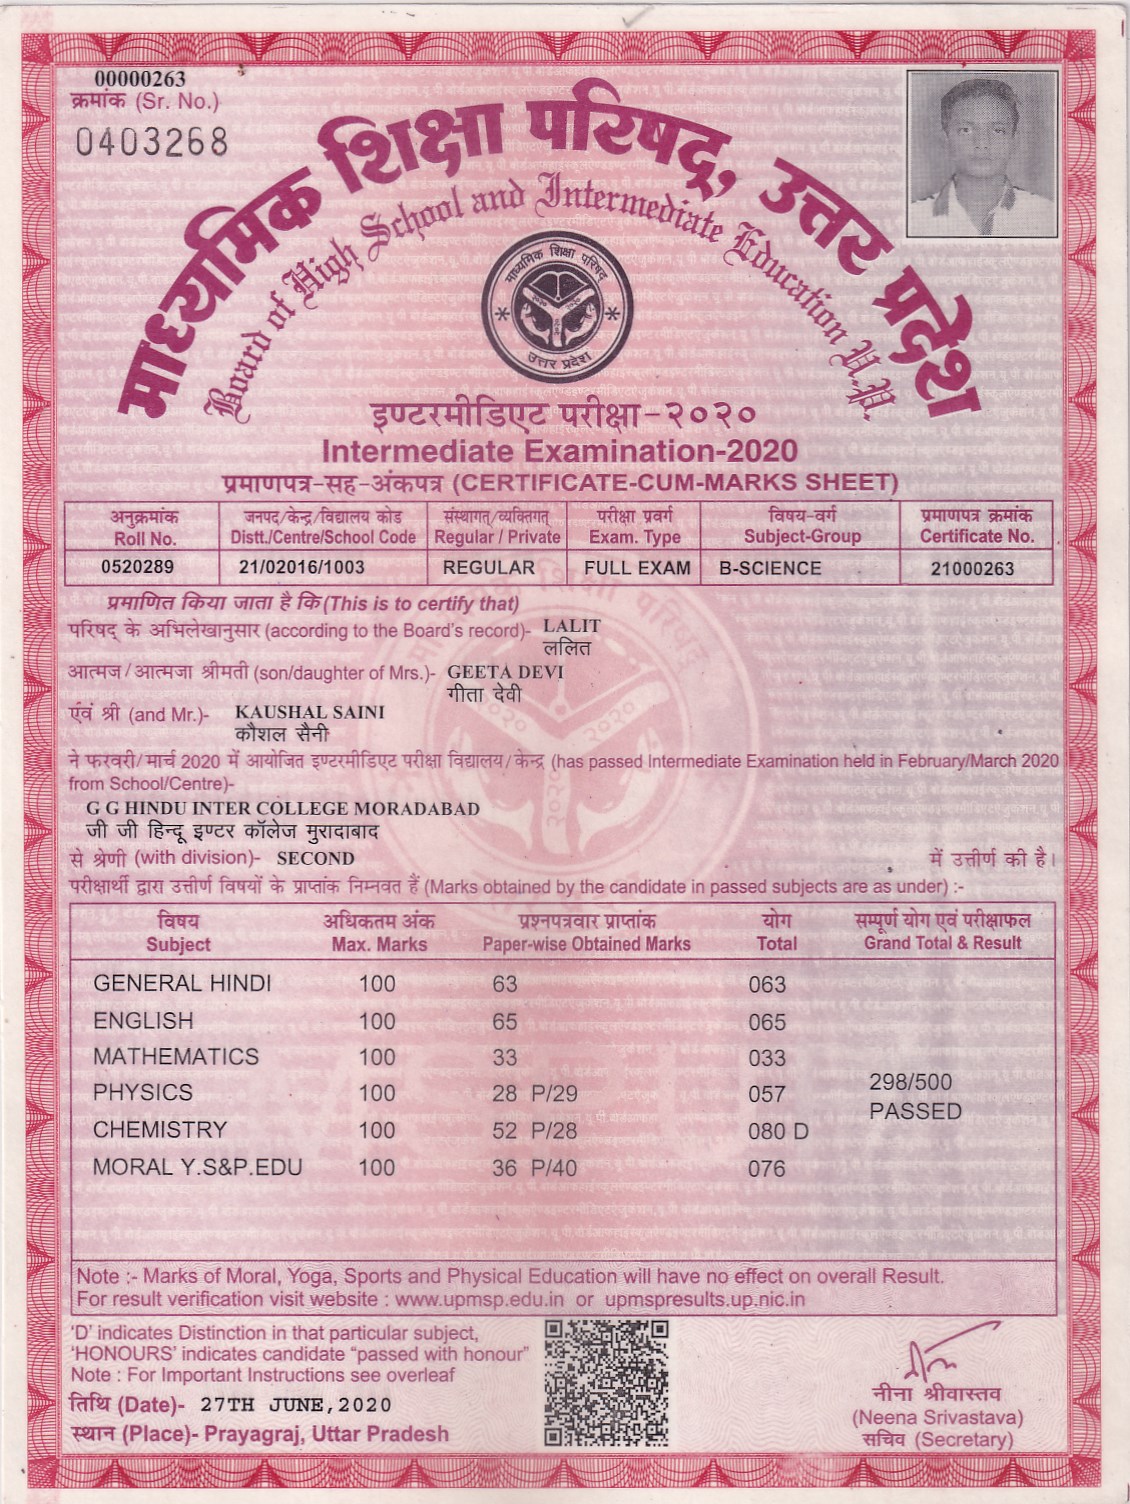 00000263
क्रमांक (Sr. No.)
0403268
माध्यमिक शिक्षा परिषद्, उत्तर प्रदेश
Board of High School and Intermediate Education U.P.
माध्यमिक शिक्षा परिषद
उत्तर प्रदेश
इण्टरमीडिएट परीक्षा-२०२०
Intermediate Examination-2020
प्रमाणपत्र-सह-अंकपत्र (CERTIFICATE-CUM-MARKS SHEET)
अनुक्रमांक जनपद/केन्द्र/विद्यालय कोड संस्थागत्/व्यक्तिगत् परीक्षा प्रवर्ग विषय-वर्ग प्रमाणपत्र क्रमांक
Roll No. Distt./Centre/School Code Regular / Private Exam. Type Subject-Group Certificate No.
0520289 21/02016/1003 REGULAR FULL EXAM B-SCIENCE 21000263
प्रमाणित किया जाता है कि (This is to certify that)
परिषद् के अभिलेखानुसार (according to the Board's record)- LALIT
ललित
आत्मज/आत्मजा श्रीमती (son/daughter of Mrs.)- GEETA DEVI
गीता देवी
एंवं श्री (and Mr.)- KAUSHAL SAINI
कौशल सैनी
ने फरवरी/मार्च 2020 में आयोजित इण्टरमीडिएट परीक्षा विद्यालय/केन्द्र (has passed Intermediate Examination held in February/March 2020
from School/Centre)-
G G HINDU INTER COLLEGE MORADABAD
जी जी हिन्दू इण्टर कॉलेज मुरादाबाद
से श्रेणी (with division)- SECOND में उत्तीर्ण की है।
परीक्षार्थी द्वारा उत्तीर्ण विषयों के प्राप्तांक निम्नवत हैं (Marks obtained by the candidate in passed subjects are as under) :-
विषय अधिकतम अंक प्रश्नपत्रवार प्राप्तांक योग सम्पूर्ण योग एवं परीक्षाफल
Subject Max. Marks Paper-wise Obtained Marks Total Grand Total & Result
GENERAL HINDI 100 63 063
ENGLISH 100 65 065
MATHEMATICS 100 33 033
PHYSICS 100 28 P/29 057 298/500
PASSED
CHEMISTRY 100 52 P/28 080 D
MORAL Y.S&P.EDU 100 36 P/40 076
Note :- Marks of Moral, Yoga, Sports and Physical Education will have no effect on overall Result.
For result verification visit website : www.upmsp.edu.in or upmspresults.up.nic.in
'D' indicates Distinction in that particular subject,
'HONOURS' indicates candidate "passed with honour"
Note : For Important Instructions see overleaf
तिथि (Date)- 27TH JUNE,2020
स्थान (Place)- Prayagraj, Uttar Pradesh
नीना श्रीवास्तव
(Neena Srivastava)
सचिव (Secretary)